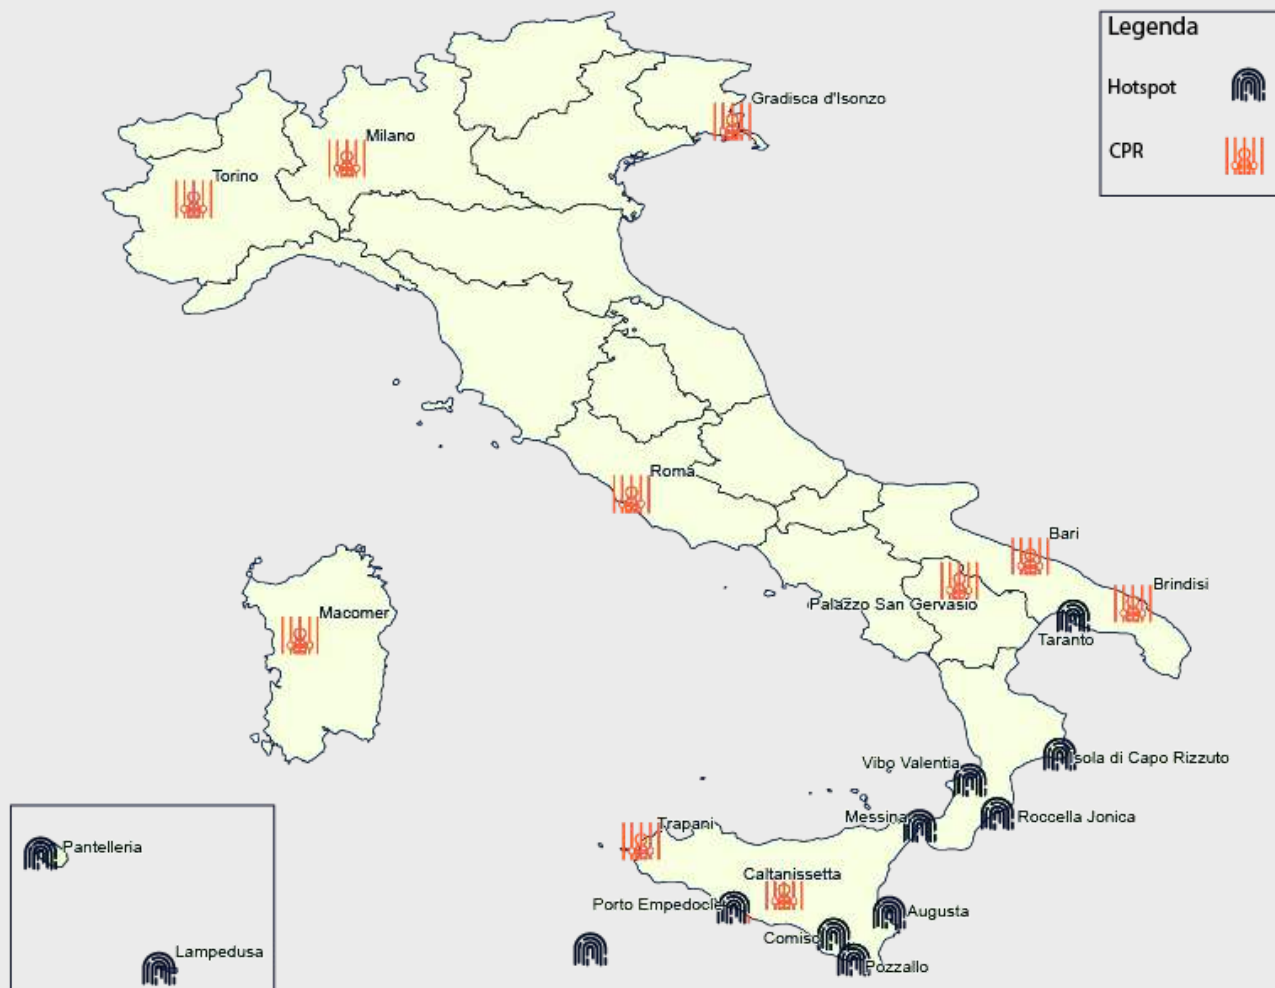 Legenda
Hotspot
CPR
Gradisca d'Isonzo
Milano
Torino
Roma
Bari
Brindisi
Palazzo San Gervasio
Taranto
Macomer
Vibo Valentia
sola di Capo Rizzuto
Messina
Roccella Jonica
Trapani
Pantelleria
Caltanissetta
Porto Empedocle
Augusta
Comiso
Lampedusa
Pozzallo